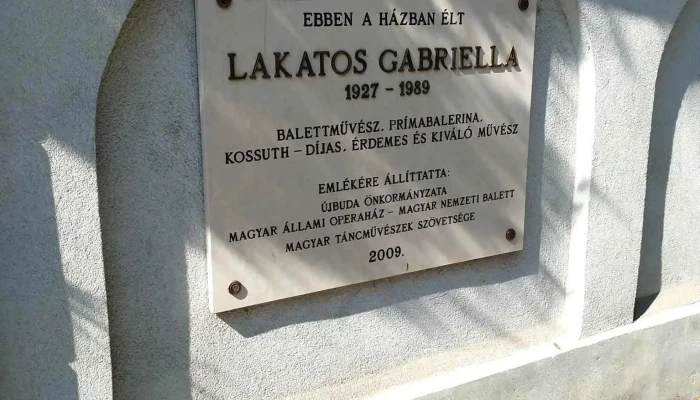 EBBEN A HÁZBAN ÉLT
LAKATOS GABRIELLA
1927 – 1989
BALETTMŰVÉSZ, PRÍMABALERINA,
KOSSUTH – DÍJAS, ÉRDEMES ÉS KIVÁLÓ MŰVÉSZ
EMLÉKÉRE ÁLLÍTTATTA:
ÚJBUDA ÖNKORMÁNYZATA
MAGYAR ÁLLAMI OPERAHÁZ – MAGYAR NEMZETI BALETT
MAGYAR TÁNCMŰVÉSZEK SZÖVETSÉGE
2009.